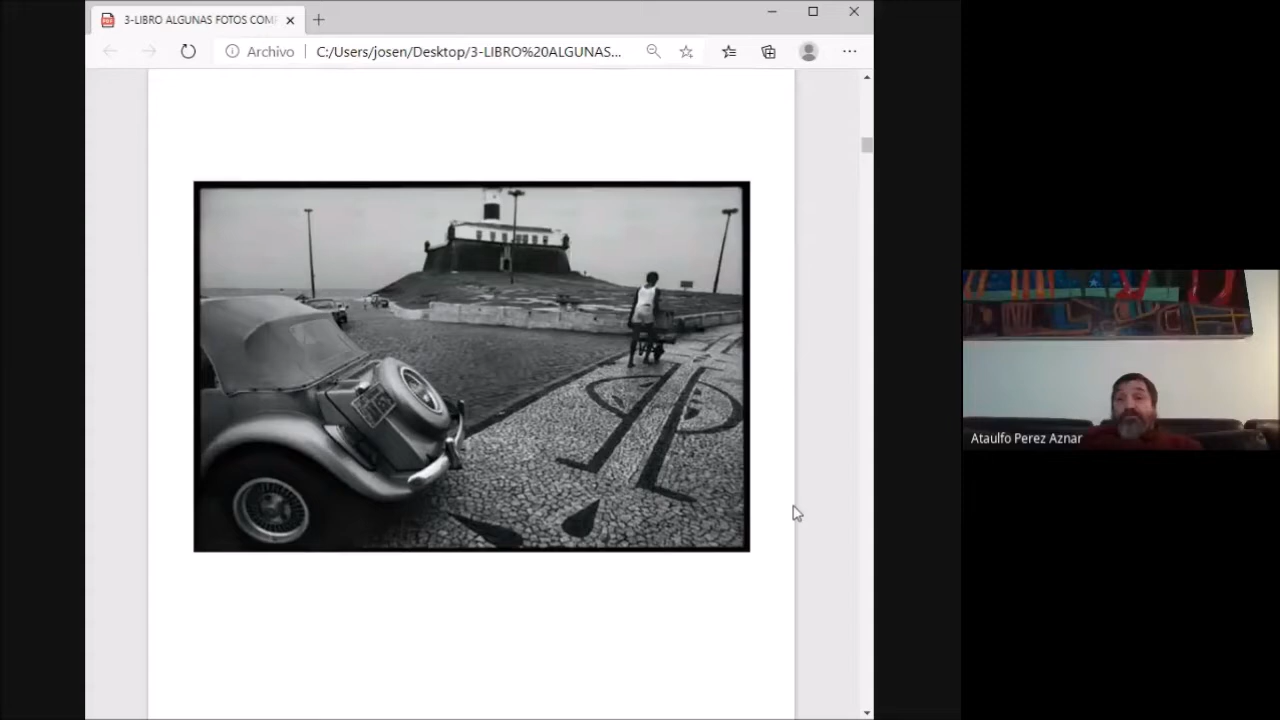 3-LIBRO ALGUNAS FOTOS COM
Archivo
C:/Users/josen/Desktop/3-LIBRO%20ALGUNAS...
Ataulfo Perez Aznar